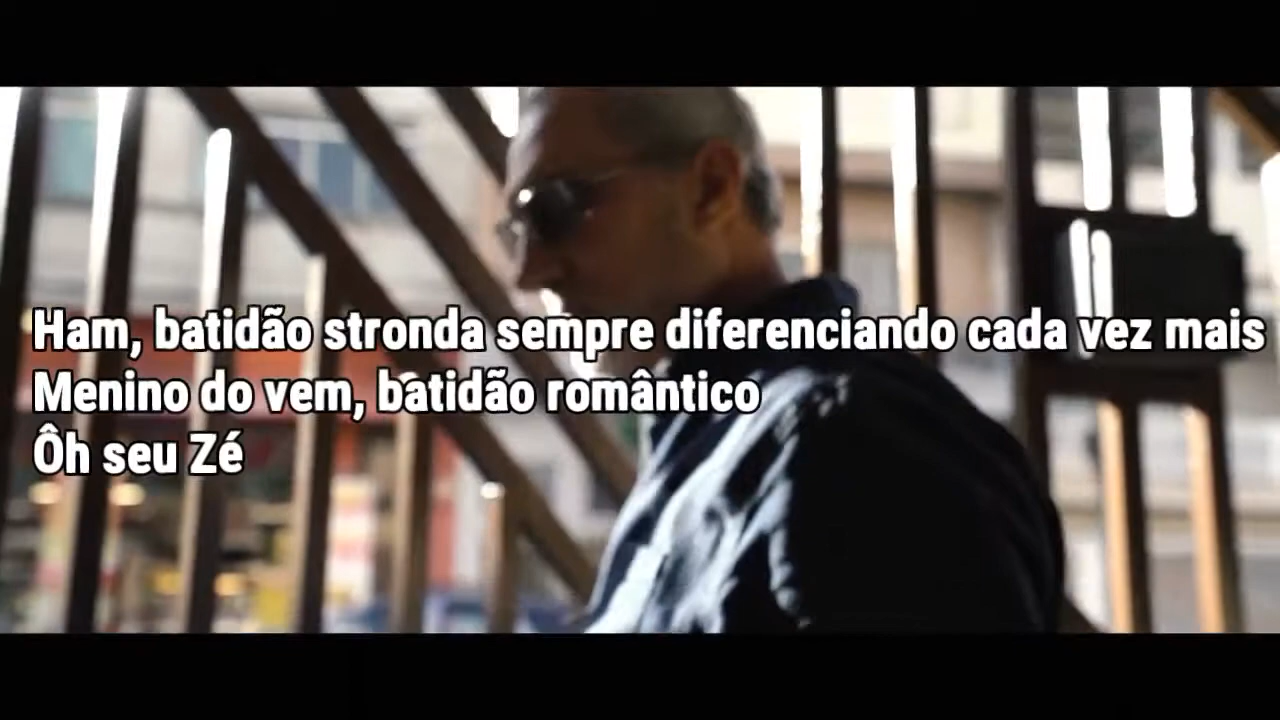 Ham, batidão stronda sempre diferenciando cada vez mais
Menino do vem, batidão romântico
Ôh seu Zé